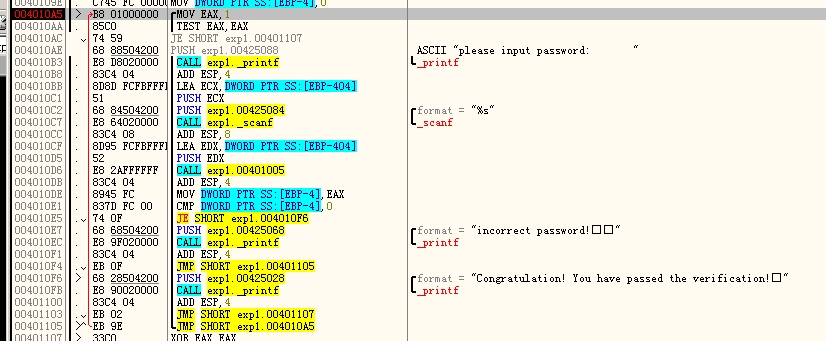 0040109E . C745 FC 00000 MOV DWORD PTR SS:[EBP-4],0
004010A5 > B8 01000000 MOV EAX,1
004010AA . 85C0 TEST EAX,EAX
004010AC . 74 59 JE SHORT exp1.00401107
004010AE . 68 88504200 PUSH exp1.00425088 ASCII "please input password: "
004010B3 . E8 D8020000 CALL exp1._printf _printf
004010B8 . 83C4 04 ADD ESP,4
004010BB . 8D8D FCFBFFFF LEA ECX,DWORD PTR SS:[EBP-404]
004010C1 . 51 PUSH ECX
004010C2 . 68 84504200 PUSH exp1.00425084 format = "%s"
004010C7 . E8 64020000 CALL exp1._scanf _scanf
004010CC . 83C4 08 ADD ESP,8
004010CF . 8D95 FCFBFFFF LEA EDX,DWORD PTR SS:[EBP-404]
004010D5 . 52 PUSH EDX
004010D6 . E8 2AFFFFFF CALL exp1.00401005
004010DB . 83C4 04 ADD ESP,4
004010DE . 8945 FC MOV DWORD PTR SS:[EBP-4],EAX
004010E1 . 837D FC 00 CMP DWORD PTR SS:[EBP-4],0
004010E5 . 74 0F JE SHORT exp1.004010F6
004010E7 . 68 68504200 PUSH exp1.00425068 format = "incorrect password!□□"
004010EC . E8 9F020000 CALL exp1._printf _printf
004010F1 . 83C4 04 ADD ESP,4
004010F4 . EB 0F JMP SHORT exp1.00401105
004010F6 > 68 28504200 PUSH exp1.00425028 format = "Congratulation! You have passed the verification!□"
004010FB . E8 90020000 CALL exp1._printf _printf
00401100 . 83C4 04 ADD ESP,4
00401103 . EB 02 JMP SHORT exp1.00401107
00401105 > EB 9E JMP SHORT exp1.004010A5
00401107 > 33C0 XOR EAX,EAX